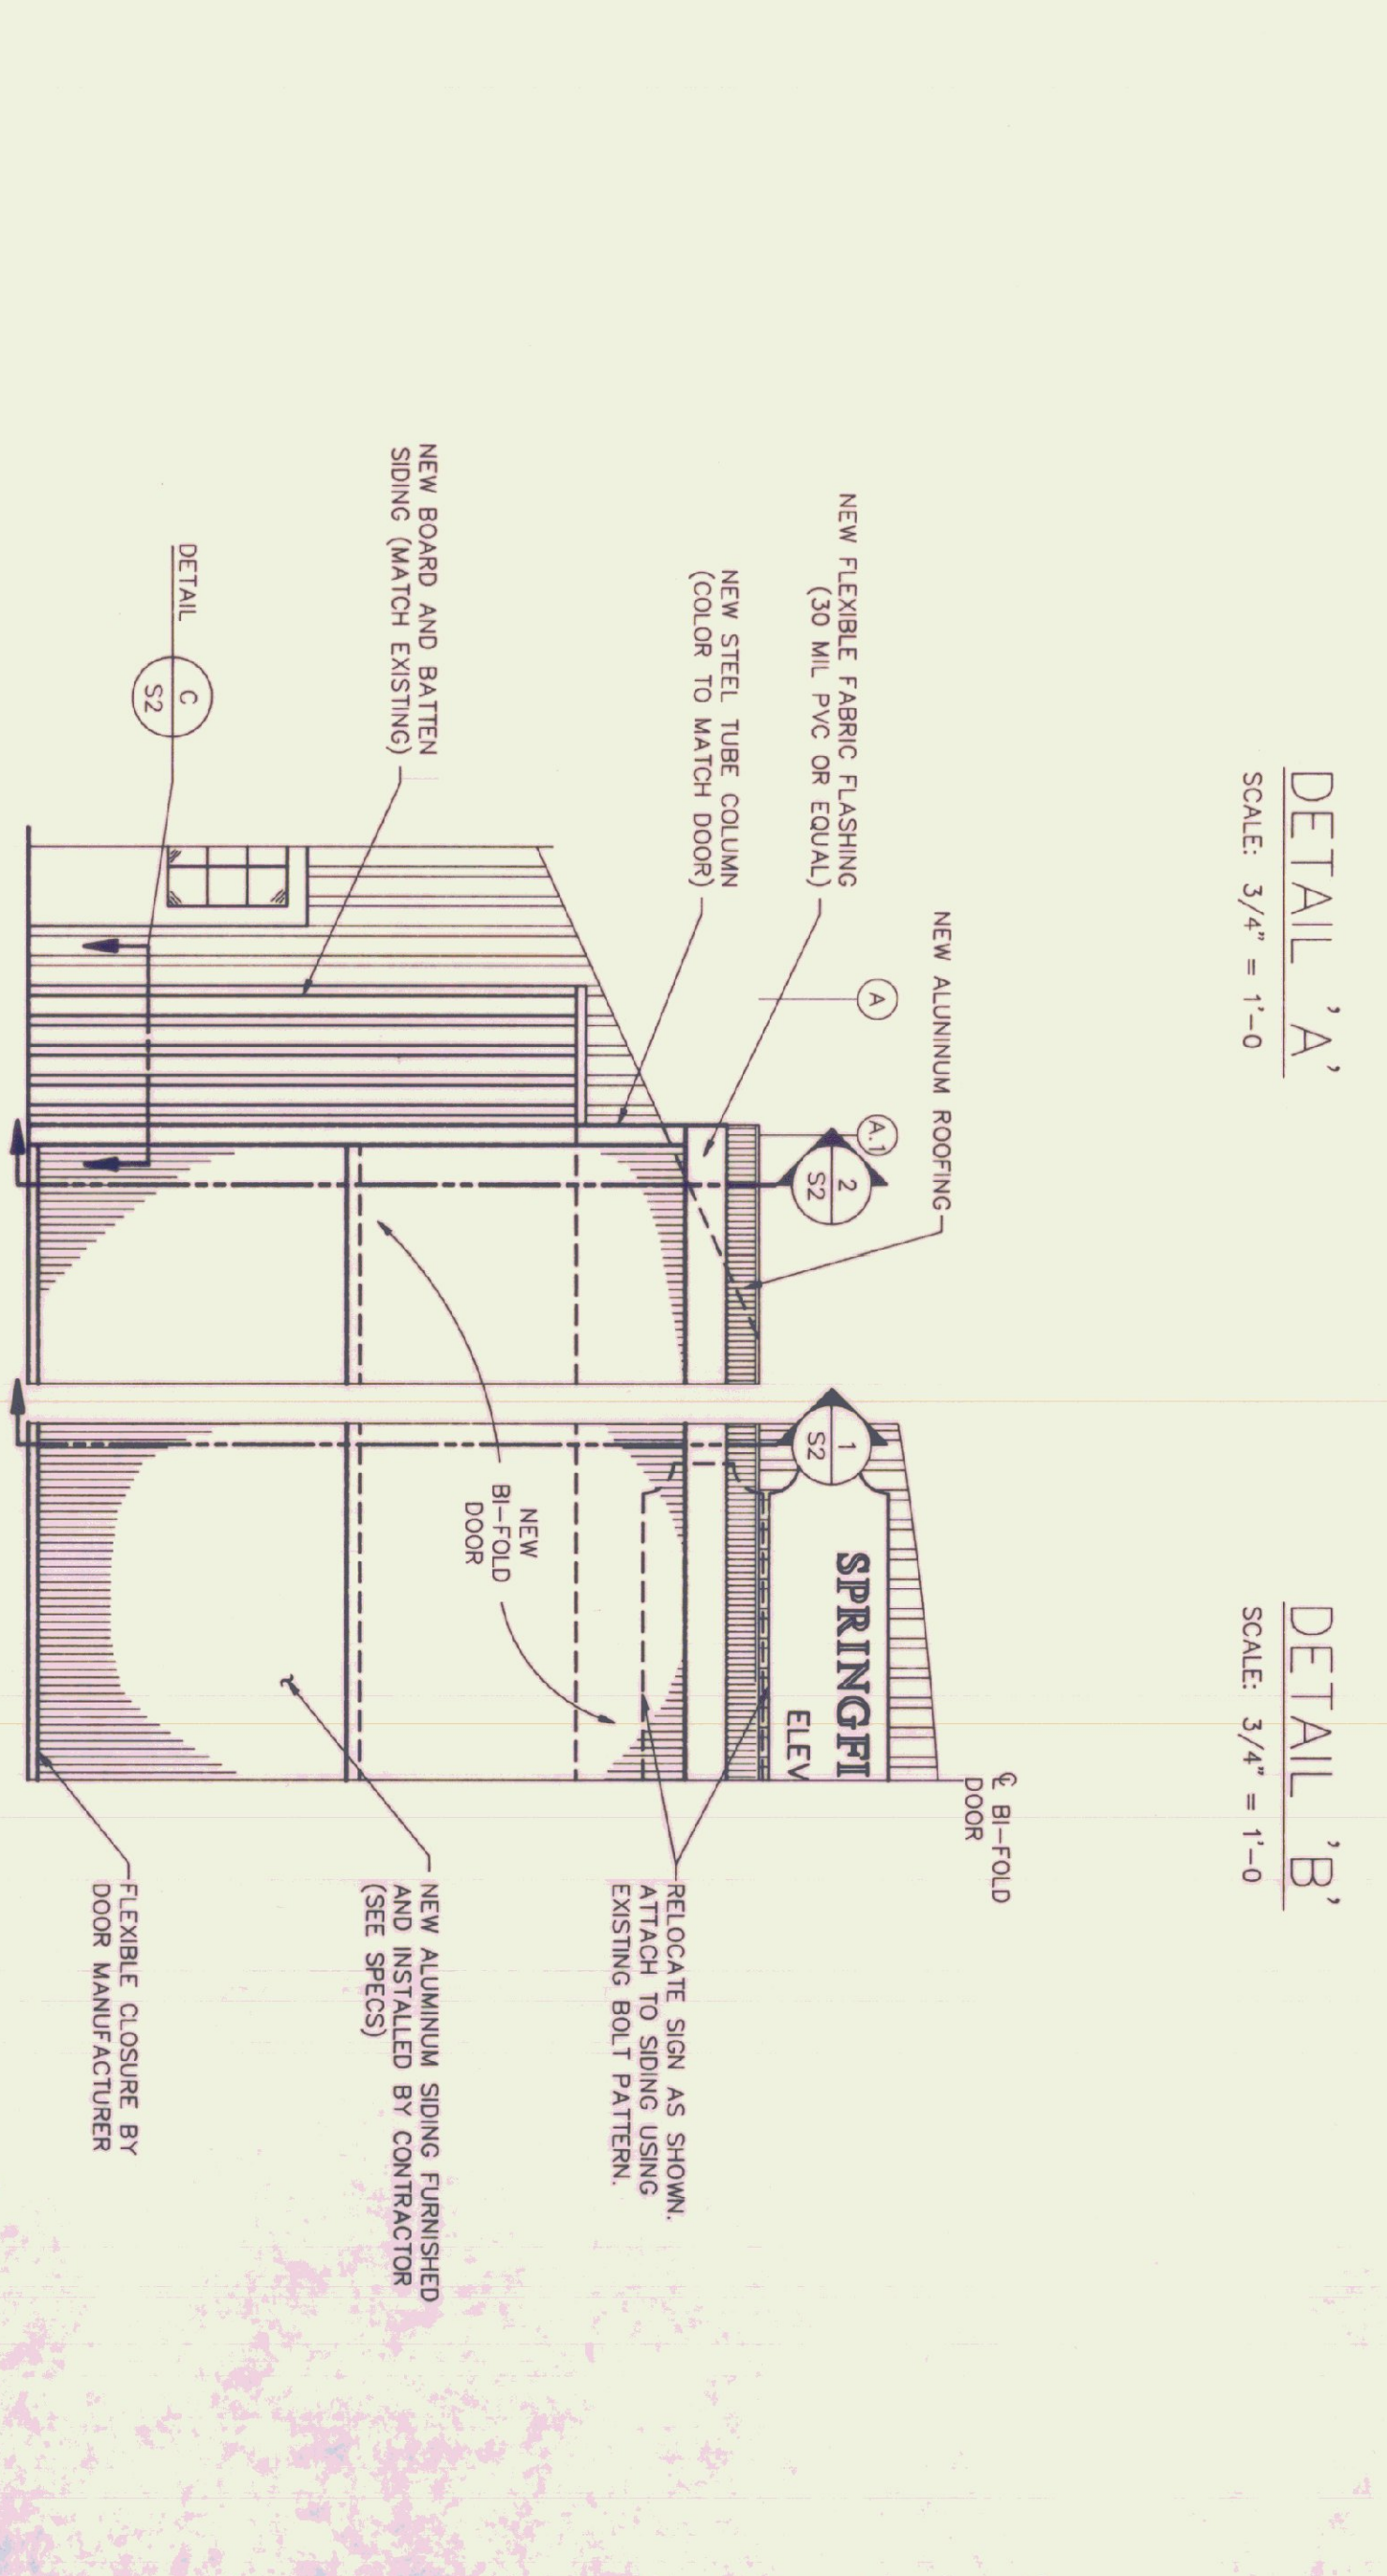 DETAIL 'A'
SCALE: 3/4" = 1'-0
DETAIL 'B'
SCALE: 3/4" = 1'-0
℄ BI-FOLD
DOOR
NEW ALUNINUM ROOFING
A
A.1
NEW FLEXIBLE FABRIC FLASHING
(30 MIL PVC OR EQUAL)
2
S2
1
S2
SPRINGFI
ELEV
NEW STEEL TUBE COLUMN
(COLOR TO MATCH DOOR)
RELOCATE SIGN AS SHOWN.
ATTACH TO SIDING USING
EXISTING BOLT PATTERN.
NEW
BI-FOLD
DOOR
NEW BOARD AND BATTEN
SIDING (MATCH EXISTING)
NEW ALUMINUM SIDING FURNISHED
AND INSTALLED BY CONTRACTOR
(SEE SPECS)
DETAIL
C
S2
FLEXIBLE CLOSURE BY
DOOR MANUFACTURER